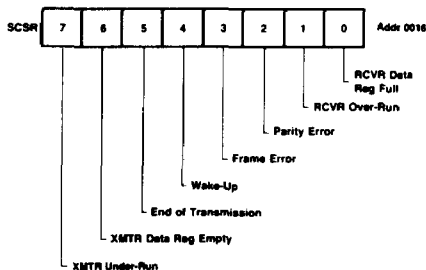 SCSR 7 6 5 4 3 2 1 0 Addr 0016
RCVR Data
Reg Full
RCVR Over-Run
Parity Error
Frame Error
Wake-Up
End of Transmission
XMTR Data Reg Empty
XMTR Under-Run